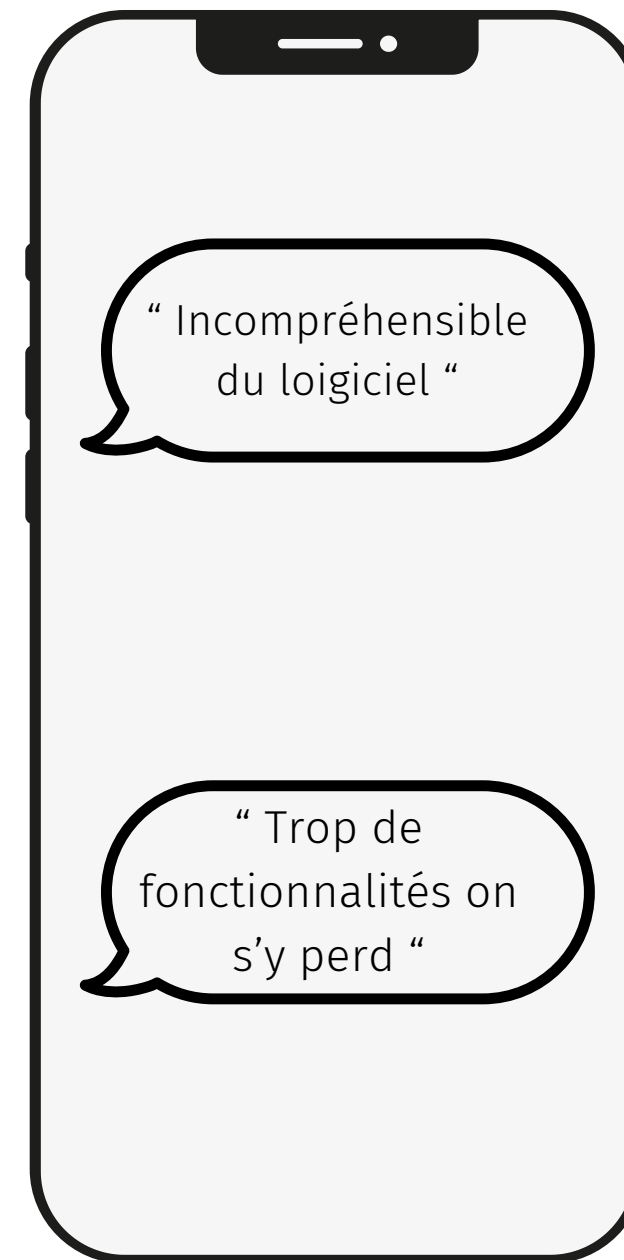 “ Incompréhensible
du loigiciel “
“ Trop de
fonctionnalités on
s’y perd “